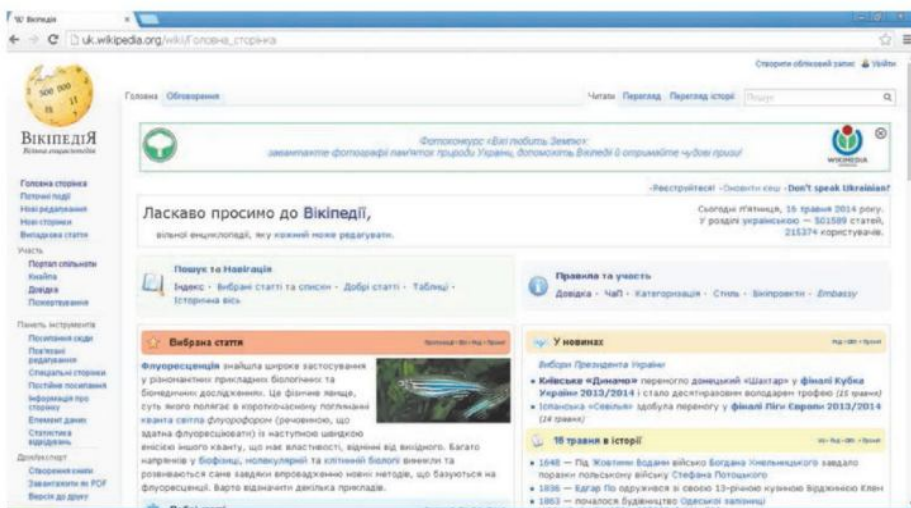 Вікіпедія
uk.wikipedia.org/wiki/Головна_сторінка
Створити обліковий запис Увійти
Головна Обговорення
Читати Перегляд Перегляд історії Пошук
ВІКІПЕДІЯ
Вільна енциклопедія
Фотоконкурс «Вікі любить Землю»:
завантажте фотографії пам'яток природи України, допоможіть Вікіпедії й отримайте чудові призи!
WIKIMEDIA
Головна сторінка
Поточні події
Нові редагування
Нові сторінки
Випадкова стаття
Участь
Портал спільноти
Кнайпа
Довідка
Пожертвування
Панель інструментів
Посилання сюди
Пов'язані
редагування
Спеціальні сторінки
Постійне посилання
Інформація про
сторінку
Елемент даних
Статистика
відвідувань
Друк/експорт
Створення книги
Завантажити як PDF
Версія до друку
Реєструйтеся! · Оновити кеш · Don't speak Ukrainian?
Ласкаво просимо до Вікіпедії,
вільної енциклопедії, яку кожний може редагувати.
Сьогодні п'ятниця, 16 травня 2014 року.
У розділі українською — 501589 статей,
215374 користувачів.
Пошук та Навігація
Індекс · Вибрані статті та списки · Добрі статті · Таблиці ·
Історична вісь
Правила та участь
Довідка · ЧаП · Категоризація · Стиль · Вікіпроекти · Embassy
Вибрана стаття
Флуоресценція знайшла широке застосування
у різноманітних прикладних біологічних та
біомедичних дослідженнях. Це фізичне явище,
суть якого полягає в короткочасному поглинанні
кванта світла флуорофором (речовиною, що
здатна флуоресціювати) із наступною швидкою
емісією іншого кванту, що має властивості, відмінні від вихідного. Багато
напрямків у біофізиці, молекулярній та клітинній біології виникли та
розвиваються саме завдяки впровадженню нових методів, що базуються на
флуоресценції. Варто відзначити декілька прикладів.
У новинах
Вибори Президента України
Київське «Динамо» перемогло донецький «Шахтар» у фіналі Кубка
України 2013/2014 і стало десятиразовим володарем трофею (15 травня)
Іспанська «Севілья» здобула перемогу у фіналі Ліги Європи 2013/2014
(14 травня)
16 травня в історії
1648 — Під Жовтими Водами військо Богдана Хмельницького завдало
поразки польському війську Стефана Потоцького
1836 — Едгар По одружився зі своєю 13-річною кузиною Вірджинією Клем
1863 — почалося будівництво Одеської залізниці